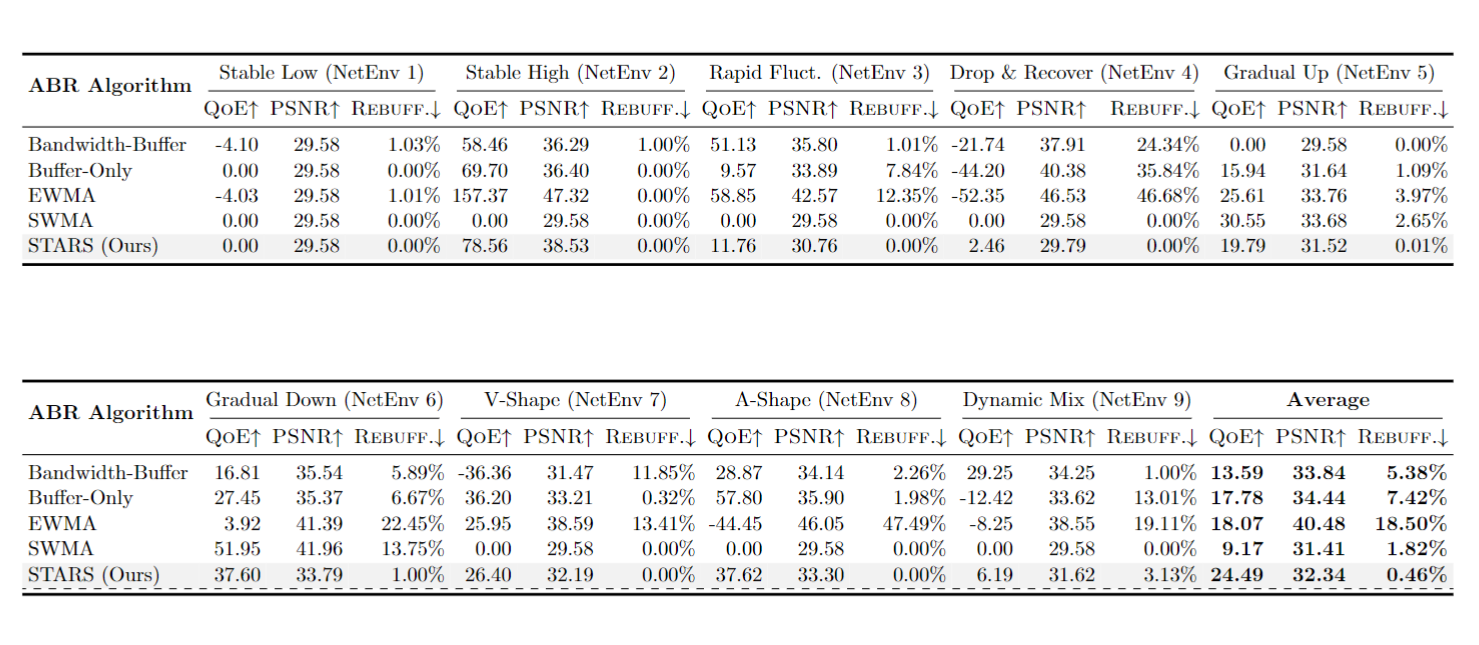 Stable Low (NetEnv 1) Stable High (NetEnv 2) Rapid Fluct. (NetEnv 3) Drop & Recover (NetEnv 4) Gradual Up (NetEnv 5)
ABR Algorithm
QoE↑ PSNR↑ REBUFF.↓ QoE↑ PSNR↑ REBUFF.↓ QoE↑ PSNR↑ REBUFF.↓ QoE↑ PSNR↑ REBUFF.↓ QoE↑ PSNR↑ REBUFF.↓
Bandwidth-Buffer -4.10 29.58 1.03% 58.46 36.29 1.00% 51.13 35.80 1.01% -21.74 37.91 24.34% 0.00 29.58 0.00%
Buffer-Only 0.00 29.58 0.00% 69.70 36.40 0.00% 9.57 33.89 7.84% -44.20 40.38 35.84% 15.94 31.64 1.09%
EWMA -4.03 29.58 1.01% 157.37 47.32 0.00% 58.85 42.57 12.35% -52.35 46.53 46.68% 25.61 33.76 3.97%
SWMA 0.00 29.58 0.00% 0.00 29.58 0.00% 0.00 29.58 0.00% 0.00 29.58 0.00% 30.55 33.68 2.65%
STARS (Ours) 0.00 29.58 0.00% 78.56 38.53 0.00% 11.76 30.76 0.00% 2.46 29.79 0.00% 19.79 31.52 0.01%
Gradual Down (NetEnv 6) V-Shape (NetEnv 7) A-Shape (NetEnv 8) Dynamic Mix (NetEnv 9) Average
ABR Algorithm
QoE↑ PSNR↑ REBUFF.↓ QoE↑ PSNR↑ REBUFF.↓ QoE↑ PSNR↑ REBUFF.↓ QoE↑ PSNR↑ REBUFF.↓ QoE↑ PSNR↑ REBUFF.↓
Bandwidth-Buffer 16.81 35.54 5.89% -36.36 31.47 11.85% 28.87 34.14 2.26% 29.25 34.25 1.00% 13.59 33.84 5.38%
Buffer-Only 27.45 35.37 6.67% 36.20 33.21 0.32% 57.80 35.90 1.98% -12.42 33.62 13.01% 17.78 34.44 7.42%
EWMA 3.92 41.39 22.45% 25.95 38.59 13.41% -44.45 46.05 47.49% -8.25 38.55 19.11% 18.07 40.48 18.50%
SWMA 51.95 41.96 13.75% 0.00 29.58 0.00% 0.00 29.58 0.00% 0.00 29.58 0.00% 9.17 31.41 1.82%
STARS (Ours) 37.60 33.79 1.00% 26.40 32.19 0.00% 37.62 33.30 0.00% 6.19 31.62 3.13% 24.49 32.34 0.46%